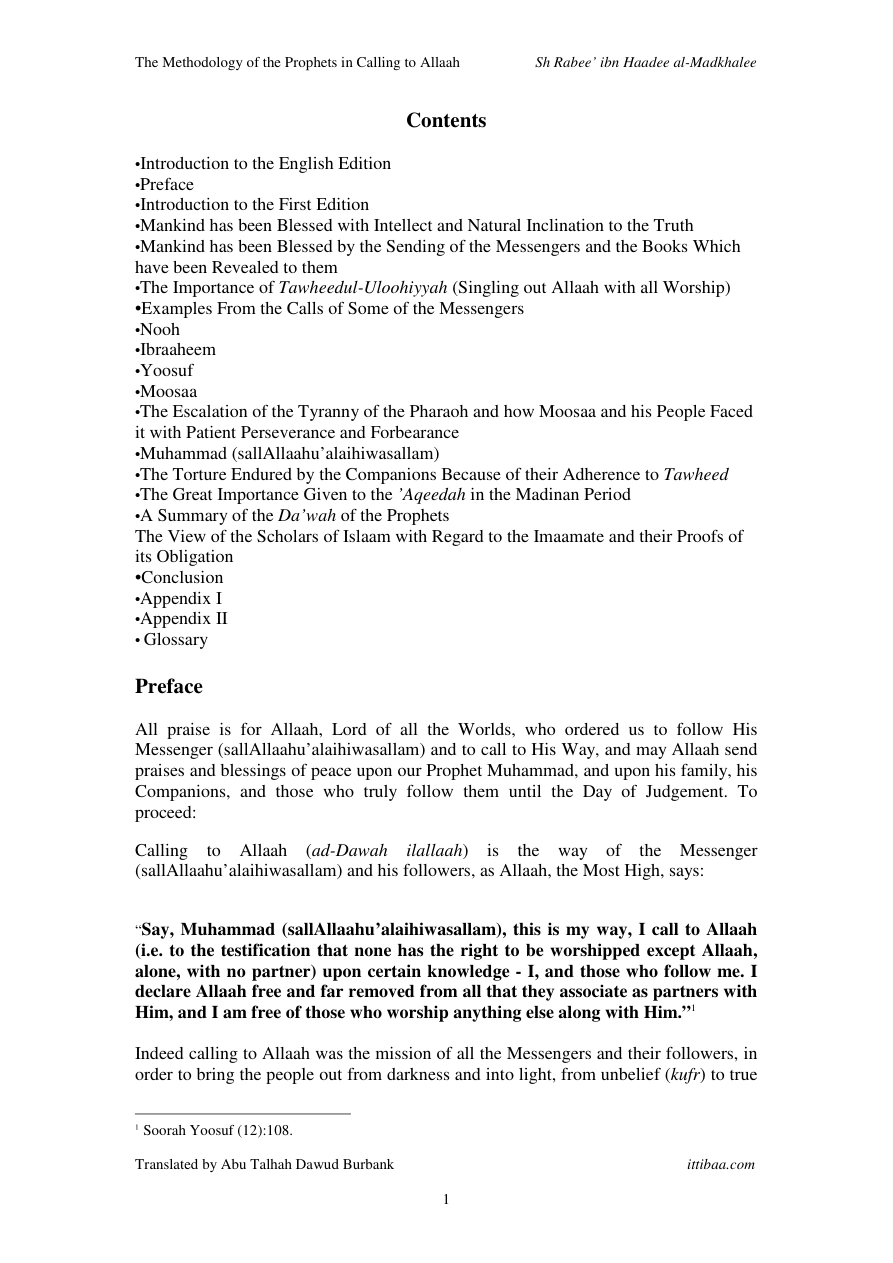 The Methodology of the Prophets in Calling to Allaah Sh Rabee’ ibn Haadee al-Madkhalee
Contents
•Introduction to the English Edition
•Preface
•Introduction to the First Edition
•Mankind has been Blessed with Intellect and Natural Inclination to the Truth
•Mankind has been Blessed by the Sending of the Messengers and the Books Which
have been Revealed to them
•The Importance of Tawheedul-Uloohiyyah (Singling out Allaah with all Worship)
•Examples From the Calls of Some of the Messengers
•Nooh
•Ibraaheem
•Yoosuf
•Moosaa
•The Escalation of the Tyranny of the Pharaoh and how Moosaa and his People Faced
it with Patient Perseverance and Forbearance
•Muhammad (sallAllaahu’alaihiwasallam)
•The Torture Endured by the Companions Because of their Adherence to Tawheed
•The Great Importance Given to the ’Aqeedah in the Madinan Period
•A Summary of the Da’wah of the Prophets
The View of the Scholars of Islaam with Regard to the Imaamate and their Proofs of
its Obligation
•Conclusion
•Appendix I
•Appendix II
• Glossary
Preface
All praise is for Allaah, Lord of all the Worlds, who ordered us to follow His
Messenger (sallAllaahu’alaihiwasallam) and to call to His Way, and may Allaah send
praises and blessings of peace upon our Prophet Muhammad, and upon his family, his
Companions, and those who truly follow them until the Day of Judgement. To
proceed:
Calling to Allaah (ad-Dawah ilallaah) is the way of the Messenger
(sallAllaahu’alaihiwasallam) and his followers, as Allaah, the Most High, says:
“Say, Muhammad (sallAllaahu’alaihiwasallam), this is my way, I call to Allaah
(i.e. to the testification that none has the right to be worshipped except Allaah,
alone, with no partner) upon certain knowledge - I, and those who follow me. I
declare Allaah free and far removed from all that they associate as partners with
Him, and I am free of those who worship anything else along with Him.”1
Indeed calling to Allaah was the mission of all the Messengers and their followers, in
order to bring the people out from darkness and into light, from unbelief (kufr) to true
1 Soorah Yoosuf (12):108.
Translated by Abu Talhah Dawud Burbank ittibaa.com
1